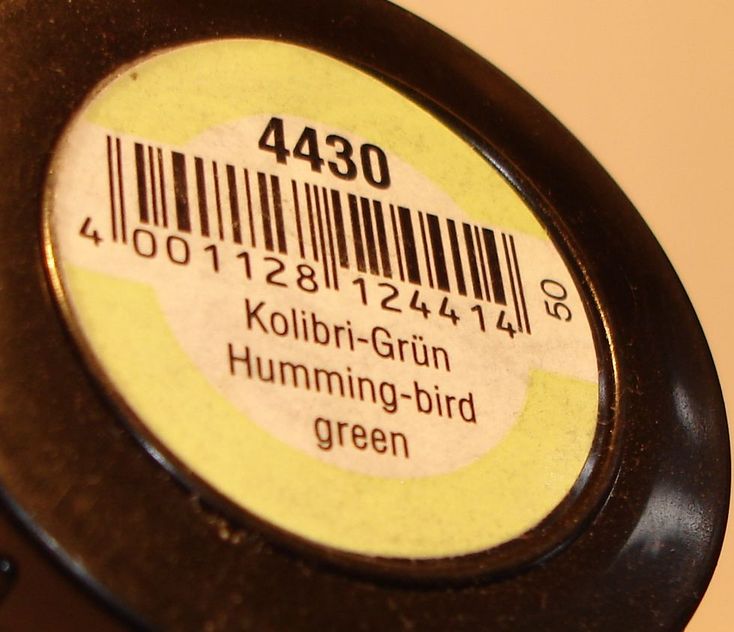 4430
4 001128 124414
50
Kolibri-Grün
Humming-bird
green